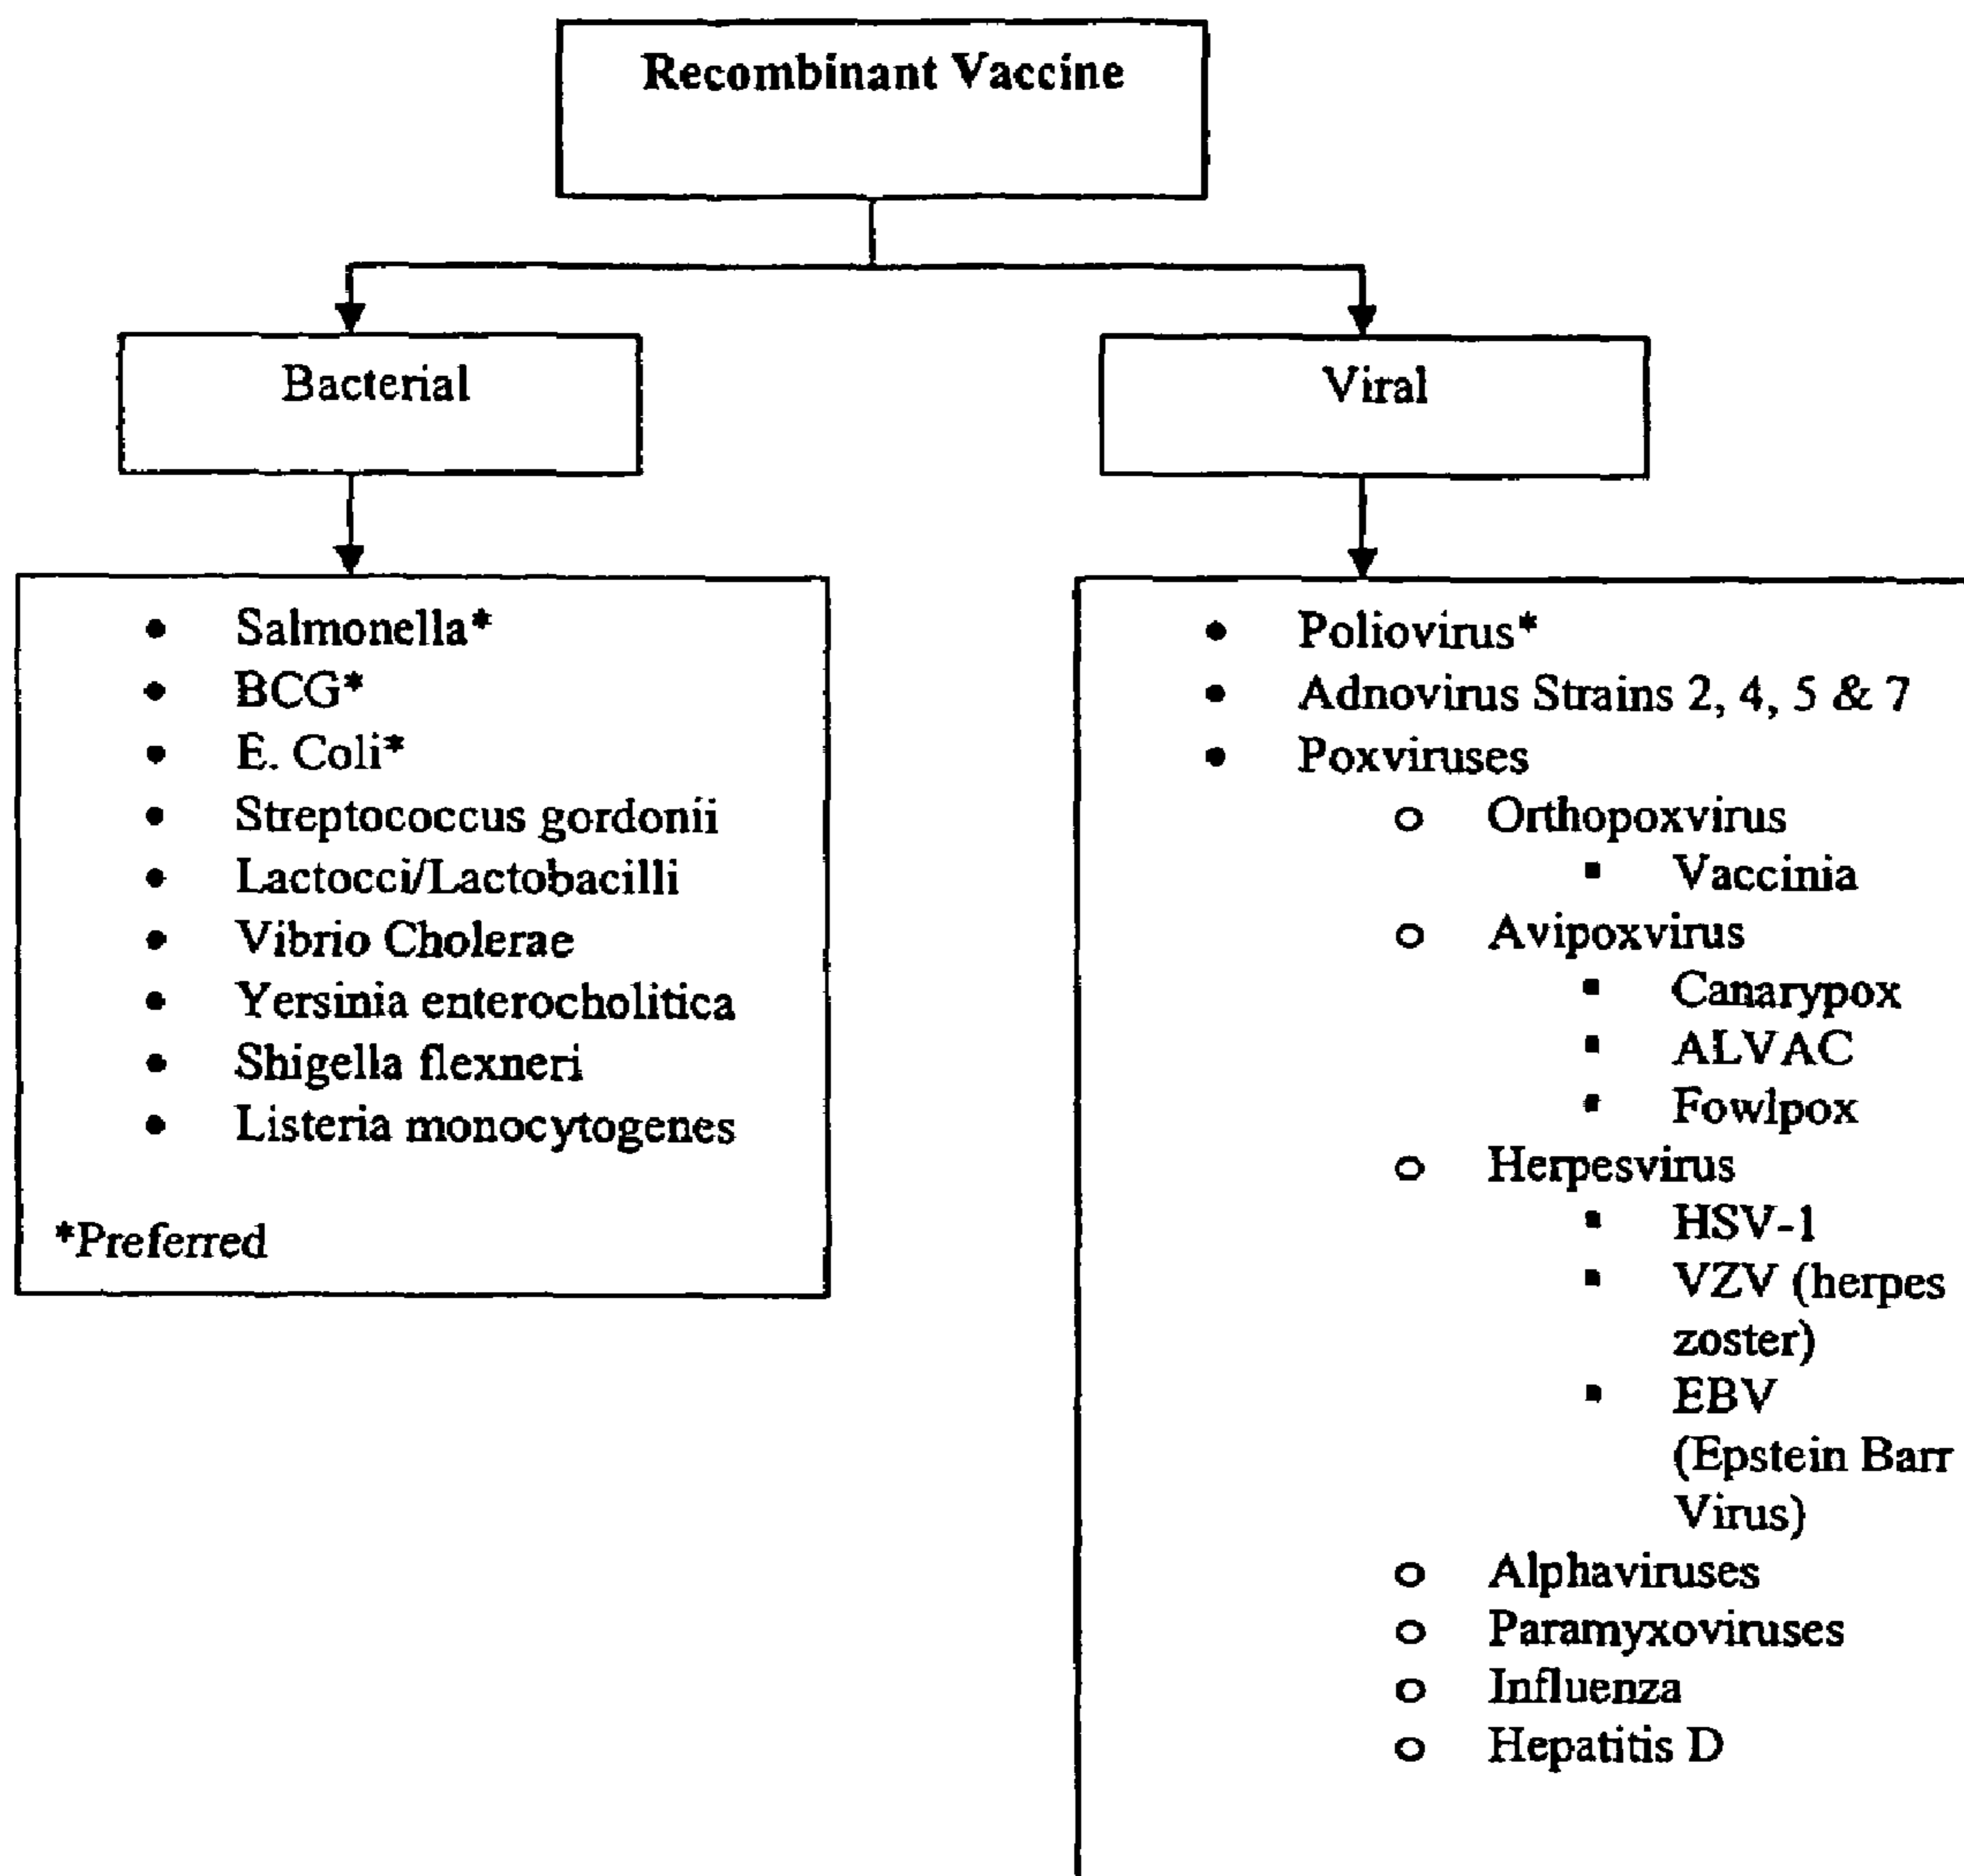 Recombinant Vaccine
Bacterial
Viral
• Salmonella*
• BCG*
• E. Coli*
• Streptococcus gordonii
• Lactocci/Lactobacilli
• Vibrio Cholerae
• Yersinia enterocholitica
• Shigella flexneri
• Listeria monocytogenes
*Preferred
• Poliovirus*
• Adnovirus Strains 2, 4, 5 & 7
• Poxviruses
o Orthopoxvirus
▪ Vaccinia
o Avipoxvirus
▪ Canarypox
▪ ALVAC
▪ Fowlpox
o Herpesvirus
▪ HSV-1
▪ VZV (herpes
zoster)
▪ EBV
(Epstein Barr
Virus)
o Alphaviruses
o Paramyxoviruses
o Influenza
o Hepatitis D